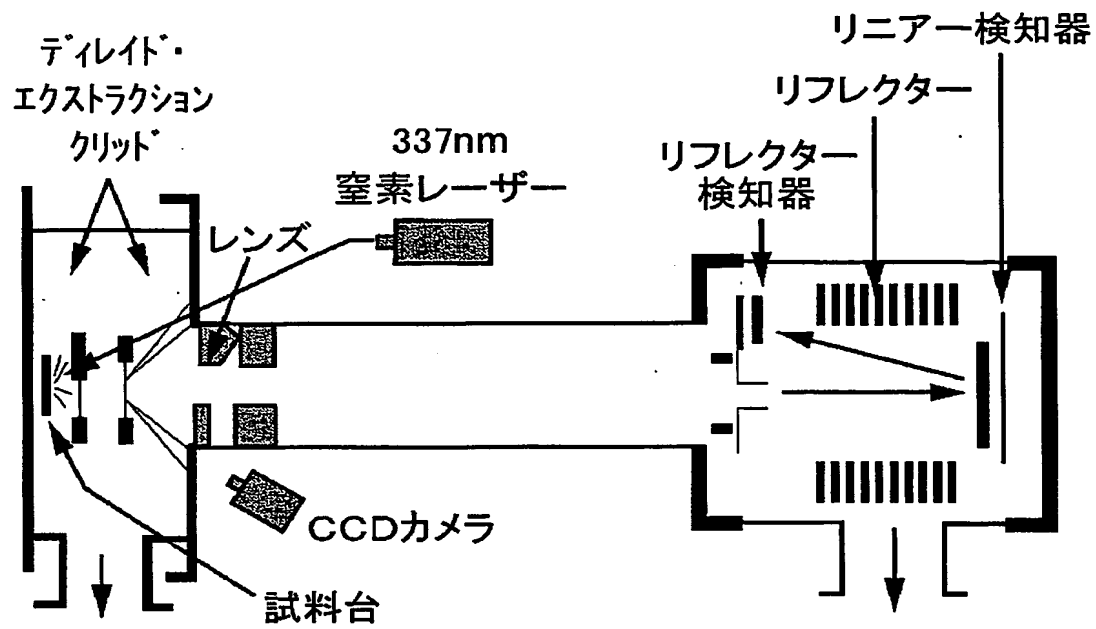 ﾃﾞｨﾚｲﾄﾞ・
ｴｸｽﾄﾗｸｼｮﾝ
ｸﾘｯﾄﾞ
337nm
窒素レーザー
レンズ
リニアー検知器
リフレクター
リフレクター
検知器
CCDカメラ
試料台